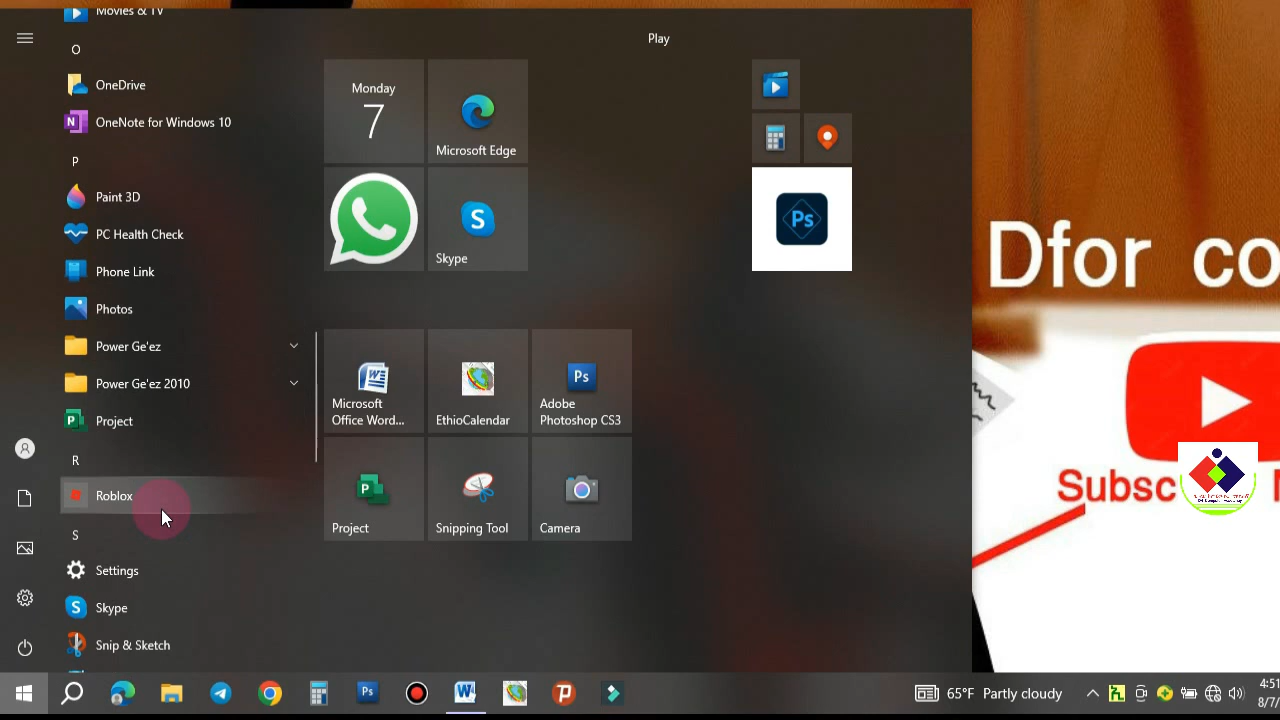 Movies & TV
O
OneDrive
OneNote for Windows 10
P
Paint 3D
PC Health Check
Phone Link
Photos
Power Ge'ez
Power Ge'ez 2010
Project
R
Roblox
S
Settings
Skype
Snip & Sketch
Play
Monday
7
Microsoft Edge
Skype
Ps
Microsoft
Office Word...
EthioCalendar
Adobe
Photoshop CS3
Project
Snipping Tool
Camera
Dfor co
Subsc
65°F Partly cloudy
4:51
8/7/